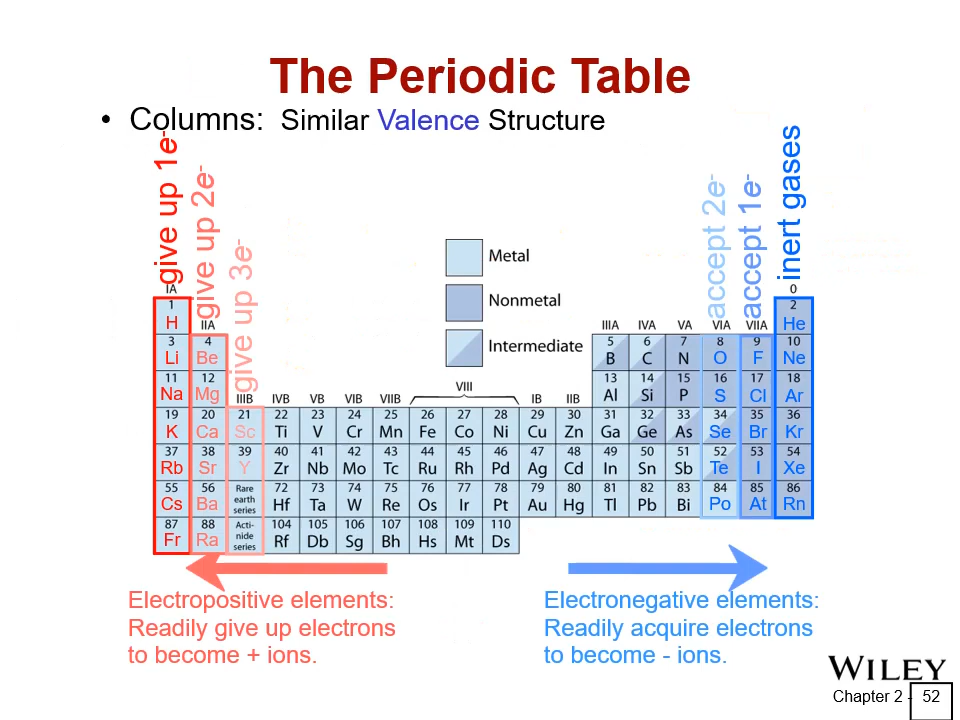 The Periodic Table
• Columns: Similar Valence Structure
give up 1e-
give up 2e-
give up 3e-
accept 2e-
accept 1e-
inert gases
Metal
Nonmetal
Intermediate
IA 0
1 2
H IIA IIIA IVA VA VIA VIIA He
3 4 5 6 7 8 9 10
Li Be B C N O F Ne
11 12 13 14 15 16 17 18
Na Mg IIIB IVB VB VIB VIIB VIII IB IIB Al Si P S Cl Ar
19 20 21 22 23 24 25 26 27 28 29 30 31 32 33 34 35 36
K Ca Sc Ti V Cr Mn Fe Co Ni Cu Zn Ga Ge As Se Br Kr
37 38 39 40 41 42 43 44 45 46 47 48 49 50 51 52 53 54
Rb Sr Y Zr Nb Mo Tc Ru Rh Pd Ag Cd In Sn Sb Te I Xe
55 56 Rare earth series 72 73 74 75 76 77 78 79 80 81 82 83 84 85 86
Cs Ba Hf Ta W Re Os Ir Pt Au Hg Tl Pb Bi Po At Rn
87 88 Acti- nide series 104 105 106 107 108 109 110
Fr Ra Rf Db Sg Bh Hs Mt Ds
Electropositive elements:
Readily give up electrons
to become + ions.
Electronegative elements:
Readily acquire electrons
to become - ions.
WILEY
Chapter 2 - 52